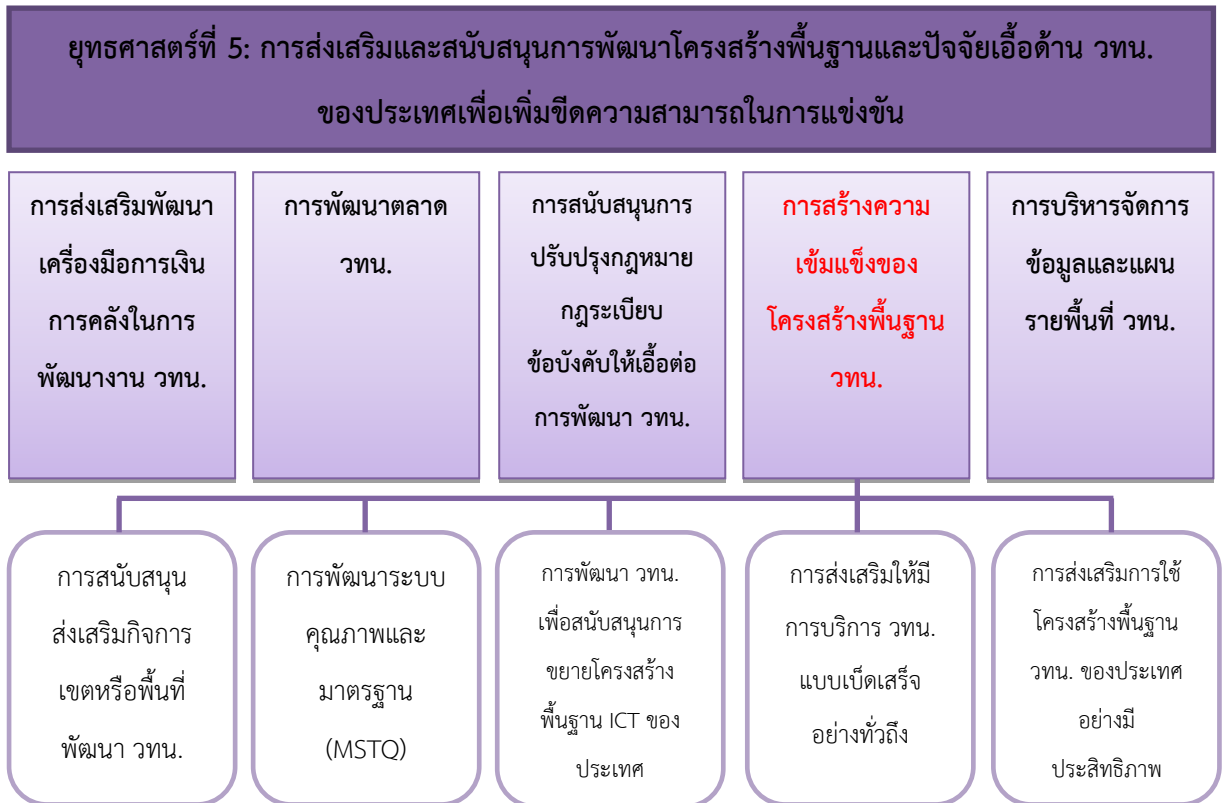 ยุทธศาสตร์ที่ 5: การส่งเสริมและสนับสนุนการพัฒนาโครงสร้างพื้นฐานและปัจจัยเอื้อด้าน วทน.
ของประเทศเพื่อเพิ่มขีดความสามารถในการแข่งขัน
การส่งเสริมพัฒนา
เครื่องมือการเงิน
การคลังในการ
พัฒนางาน วทน.
การพัฒนาตลาด
วทน.
การสนับสนุนการ
ปรับปรุงกฎหมาย
กฎระเบียบ
ข้อบังคับให้เอื้อต่อ
การพัฒนา วทน.
การสร้างความ
เข้มแข็งของ
โครงสร้างพื้นฐาน
วทน.
การบริหารจัดการ
ข้อมูลและแผน
รายพื้นที่ วทน.
การสนับสนุน
ส่งเสริมกิจการ
เขตหรือพื้นที่
พัฒนา วทน.
การพัฒนาระบบ
คุณภาพและ
มาตรฐาน
(MSTQ)
การพัฒนา วทน.
เพื่อสนับสนุนการ
ขยายโครงสร้าง
พื้นฐาน ICT ของ
ประเทศ
การส่งเสริมให้มี
การบริการ วทน.
แบบเบ็ดเสร็จ
อย่างทั่วถึง
การส่งเสริมการใช้
โครงสร้างพื้นฐาน
วทน. ของประเทศ
อย่างมี
ประสิทธิภาพ